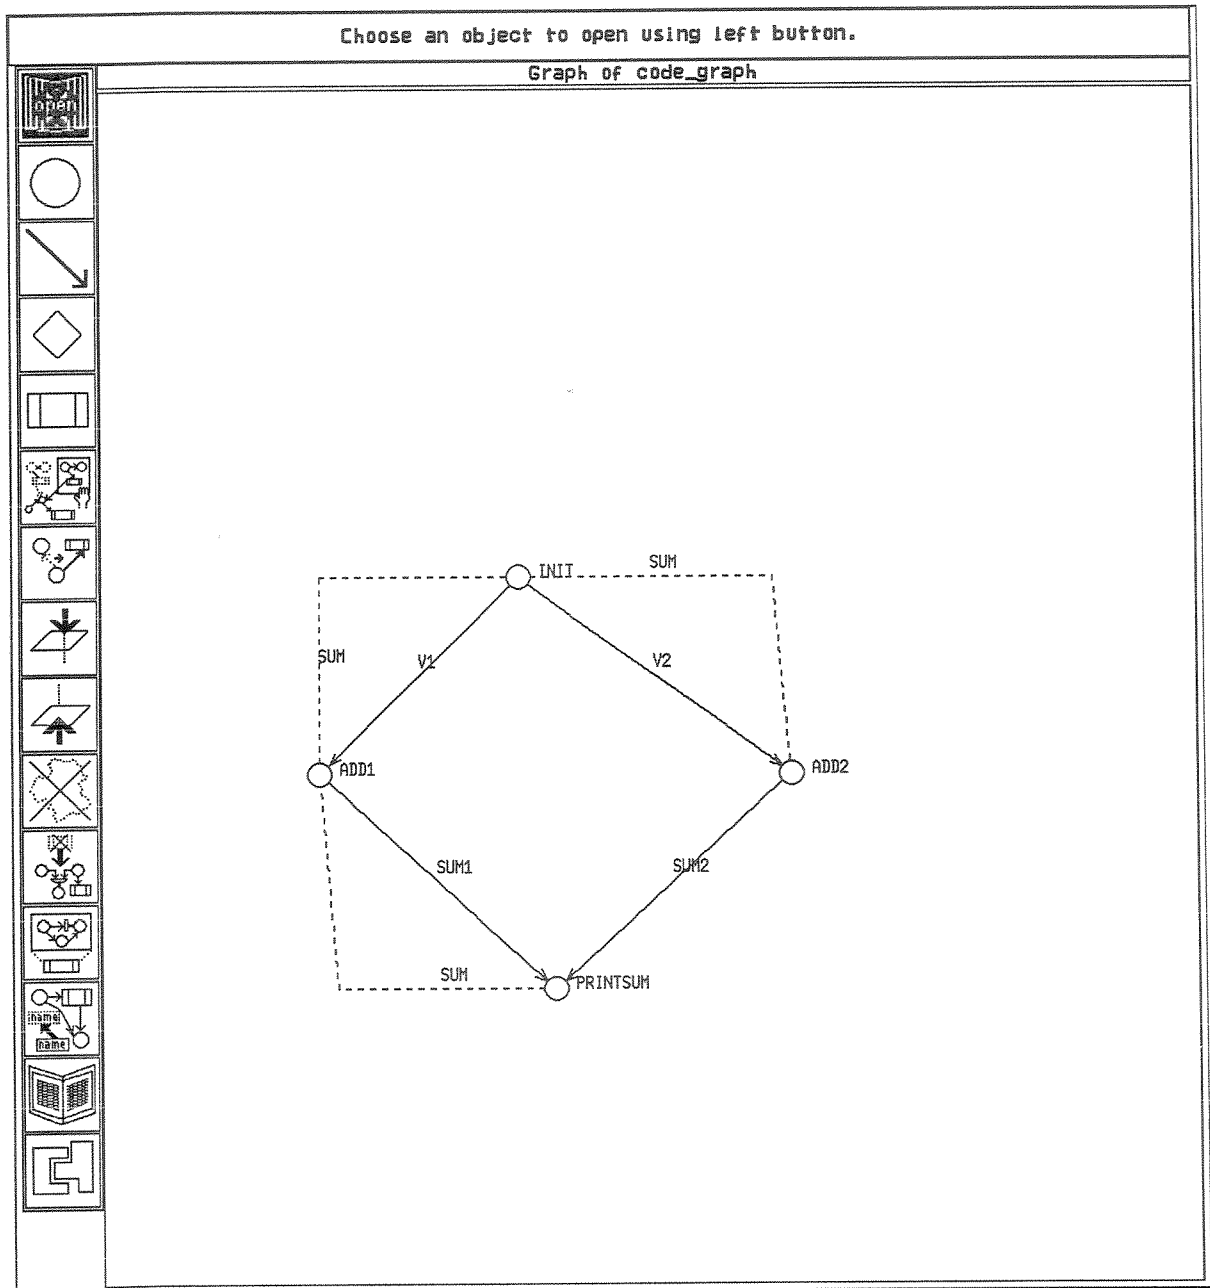 Choose an object to open using left button.
Graph of code_graph
open
INIT
SUM
SUM
V1
V2
ADD1
ADD2
SUM1
SUM2
SUM
PRINTSUM
name
name